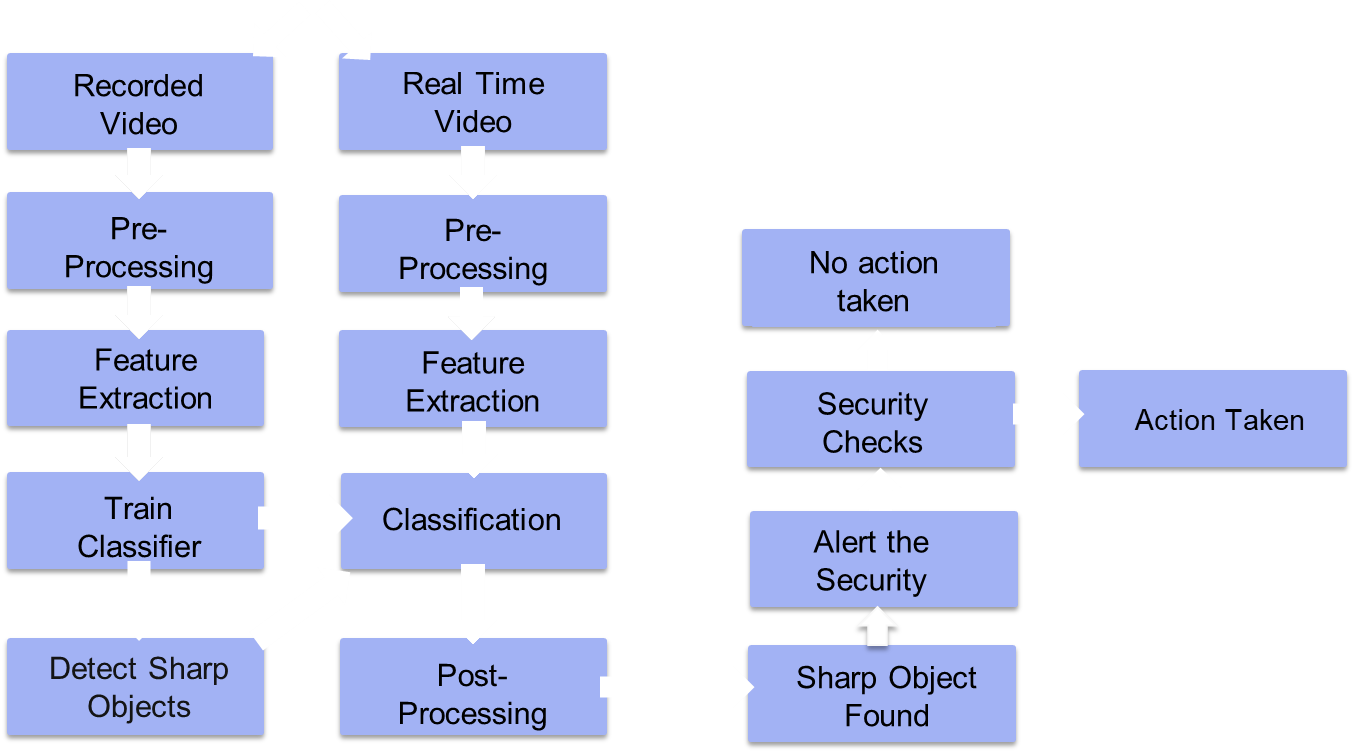 Recorded
Video
Pre-
Processing
Feature
Extraction
Train
Classifier
Detect Sharp
Objects
Real Time
Video
Pre-
Processing
Feature
Extraction
Classification
Post-
Processing
No action
taken
Security
Checks
Alert the
Security
Sharp Object
Found
Action Taken